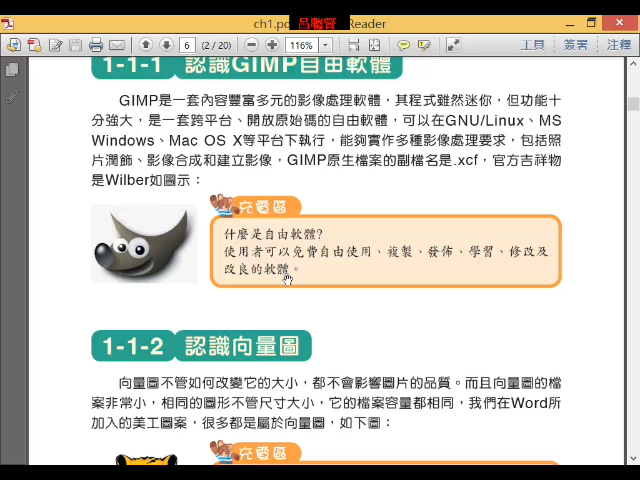 ch1.pd 呂聰賢 Reader
6 (2 / 20) 116% 工具 簽署 注釋
1-1-1 認識GIMP自由軟體
GIMP是一套內容豐富多元的影像處理軟體，其程式雖然迷你，但功能十
分強大，是一套跨平台、開放原始碼的自由軟體，可以在GNU/Linux、MS
Windows、Mac OS X等平台下執行，能夠實作多種影像處理要求，包括照
片潤飾、影像合成和建立影像，GIMP原生檔案的副檔名是.xcf，官方吉祥物
是Wilber如圖示：
充電區
什麼是自由軟體?
使用者可以免費自由使用、複製、發佈、學習、修改及
改良的軟體。
1-1-2 認識向量圖
向量圖不管如何改變它的大小，都不會影響圖片的品質。而且向量圖的檔
案非常小，相同的圖形不管尺寸大小，它的檔案容量都相同，我們在Word所
加入的美工圖案，很多都是屬於向量圖，如下圖：
充電區